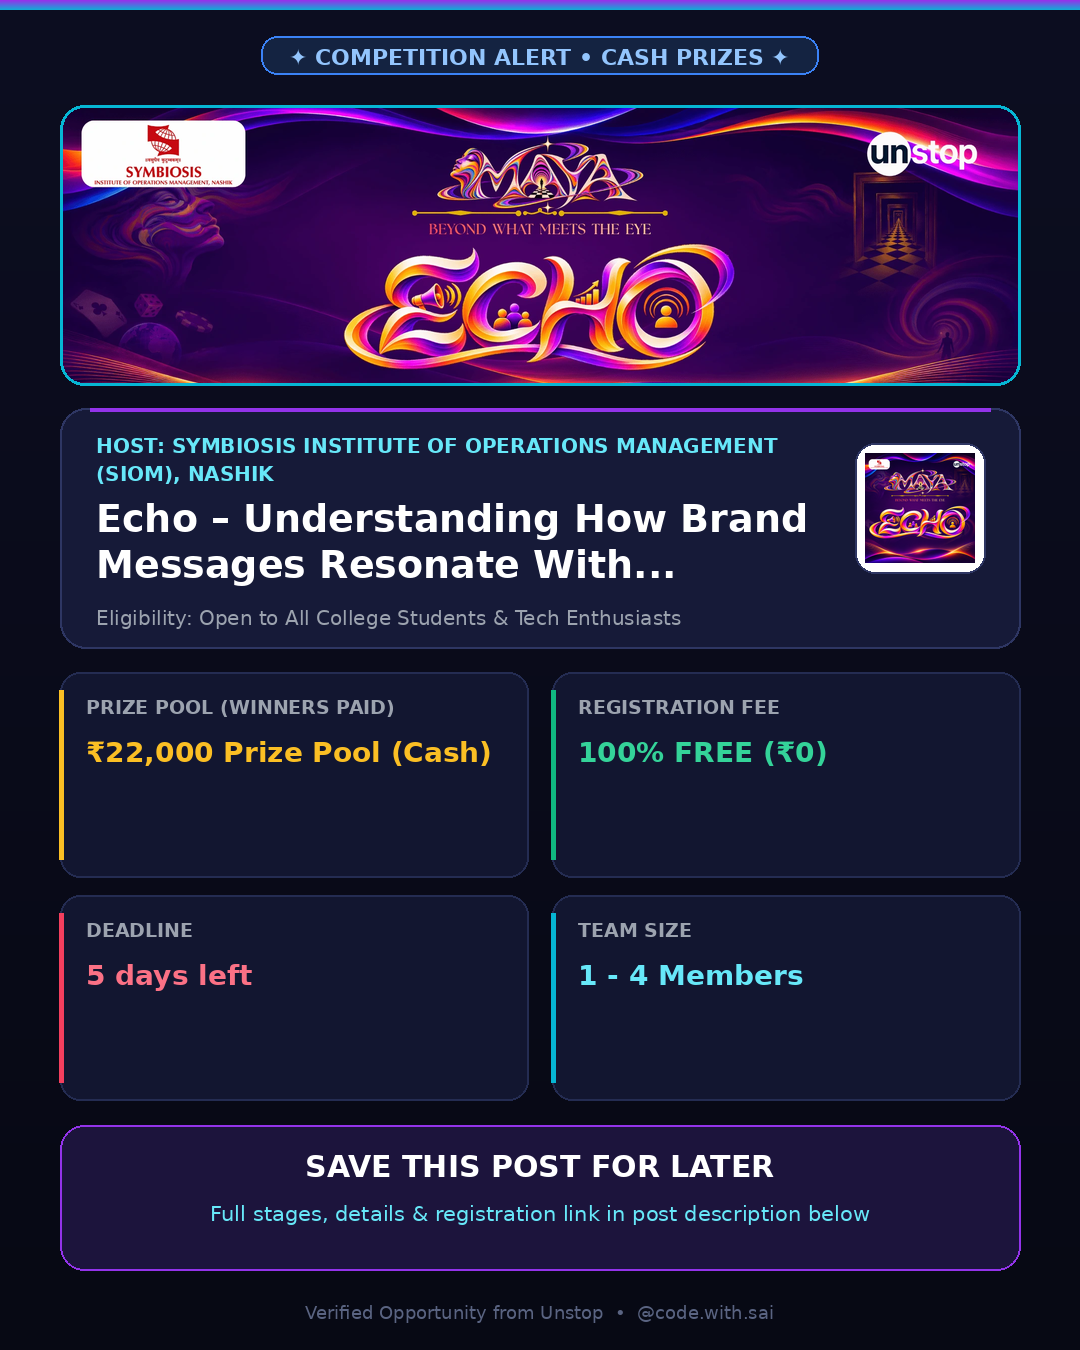 ✦ COMPETITION ALERT • CASH PRIZES ✦
SYMBIOSIS
INSTITUTE OF OPERATIONS MANAGEMENT, NASHIK
unstop
MAYA
BEYOND WHAT MEETS THE EYE
ECHO
HOST: SYMBIOSIS INSTITUTE OF OPERATIONS MANAGEMENT
(SIOM), NASHIK
Echo – Understanding How Brand
Messages Resonate With...
Eligibility: Open to All College Students & Tech Enthusiasts
MAYA
ECHO
PRIZE POOL (WINNERS PAID)
₹22,000 Prize Pool (Cash)
REGISTRATION FEE
100% FREE (₹0)
DEADLINE
5 days left
TEAM SIZE
1 - 4 Members
SAVE THIS POST FOR LATER
Full stages, details & registration link in post description below
Verified Opportunity from Unstop • @code.with.sai